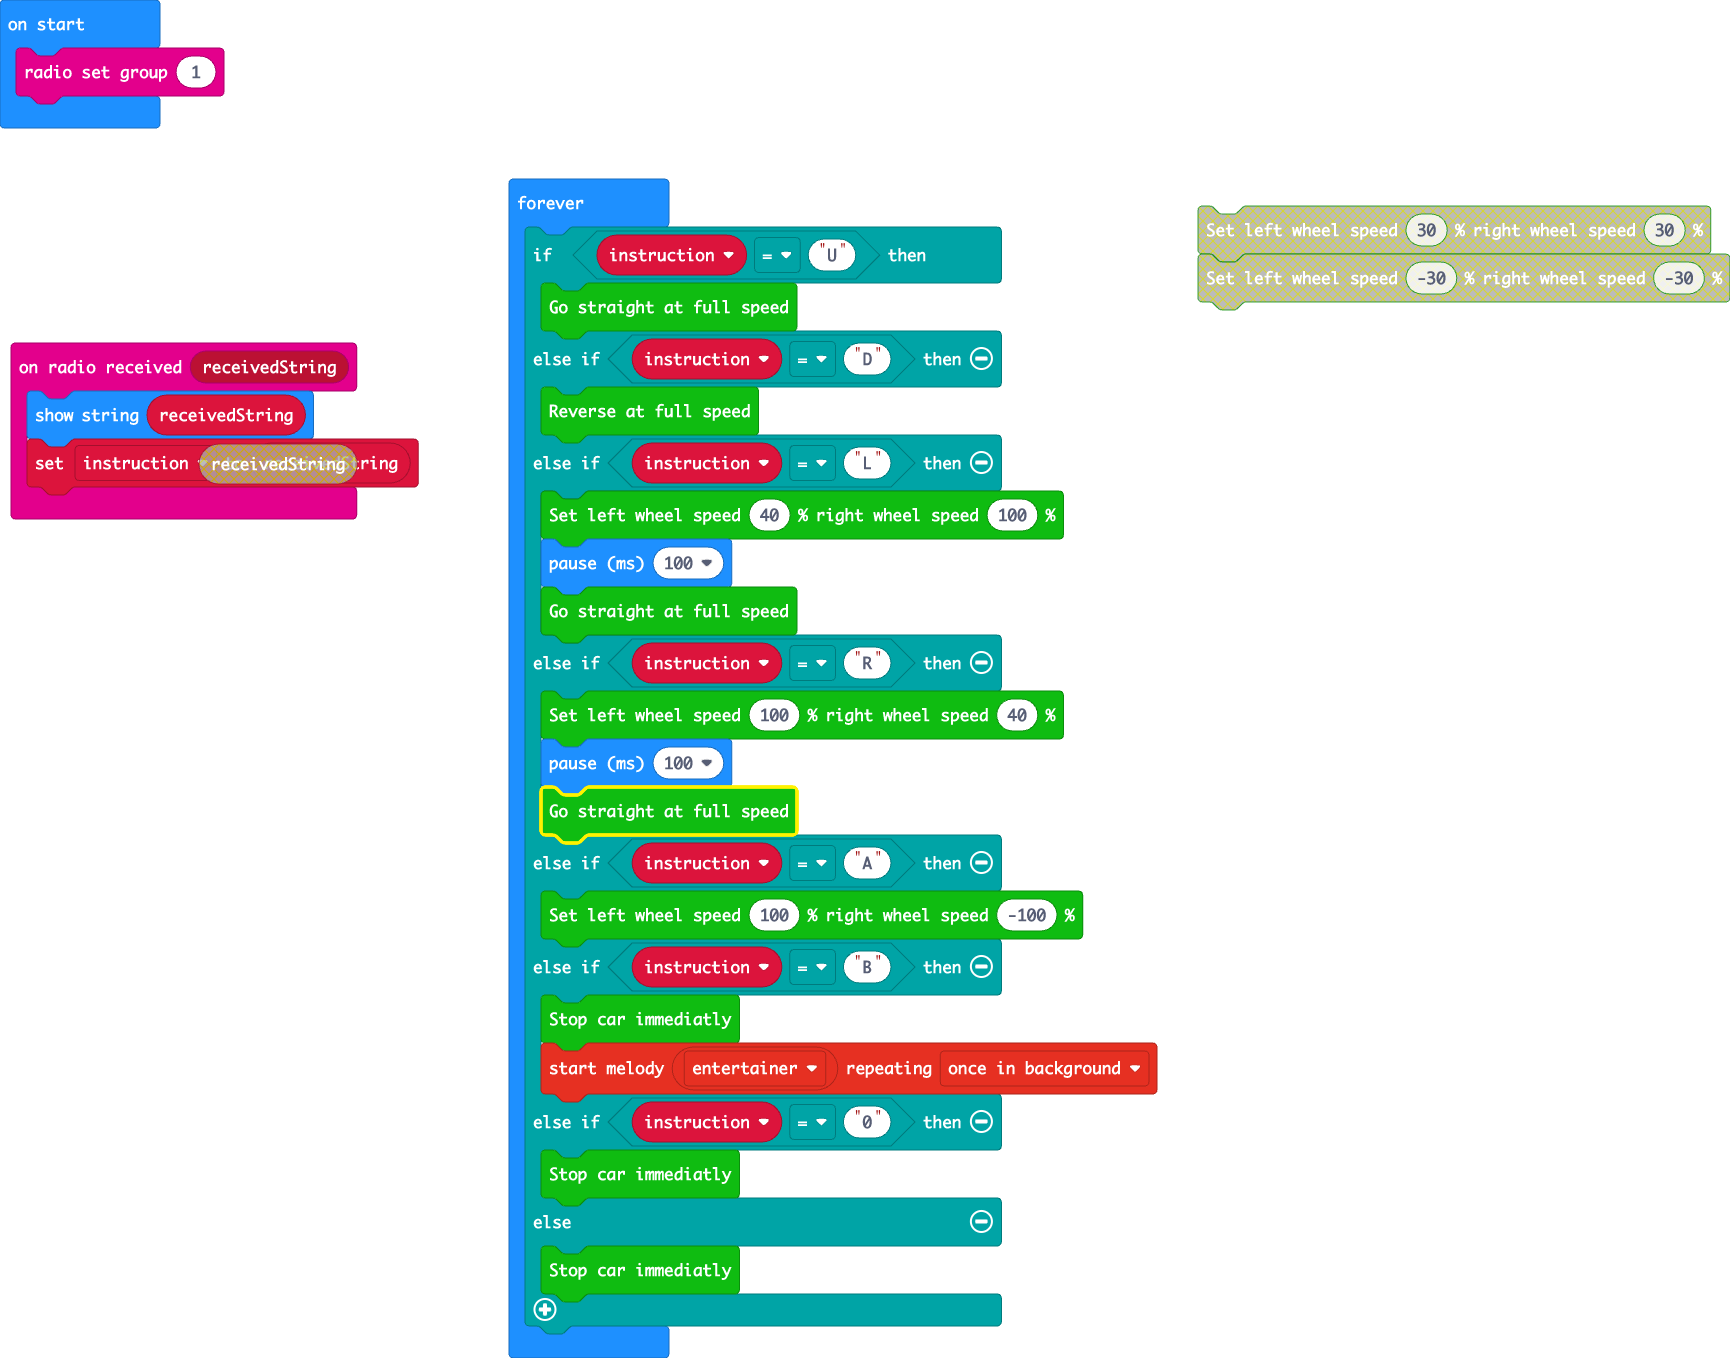 on start
radio set group 1
forever
if instruction = "U" then
Go straight at full speed
else if instruction = "D" then
Reverse at full speed
else if instruction = "L" then
Set left wheel speed 40 % right wheel speed 100 %
pause (ms) 100
Go straight at full speed
else if instruction = "R" then
Set left wheel speed 100 % right wheel speed 40 %
pause (ms) 100
Go straight at full speed
else if instruction = "A" then
Set left wheel speed 100 % right wheel speed -100 %
else if instruction = "B" then
Stop car immediatly
start melody entertainer repeating once in background
else if instruction = "0" then
Stop car immediatly
else
Stop car immediatly
Set left wheel speed 30 % right wheel speed 30 %
Set left wheel speed -30 % right wheel speed -30 %
on radio received receivedString
show string receivedString
set instruction receivedString